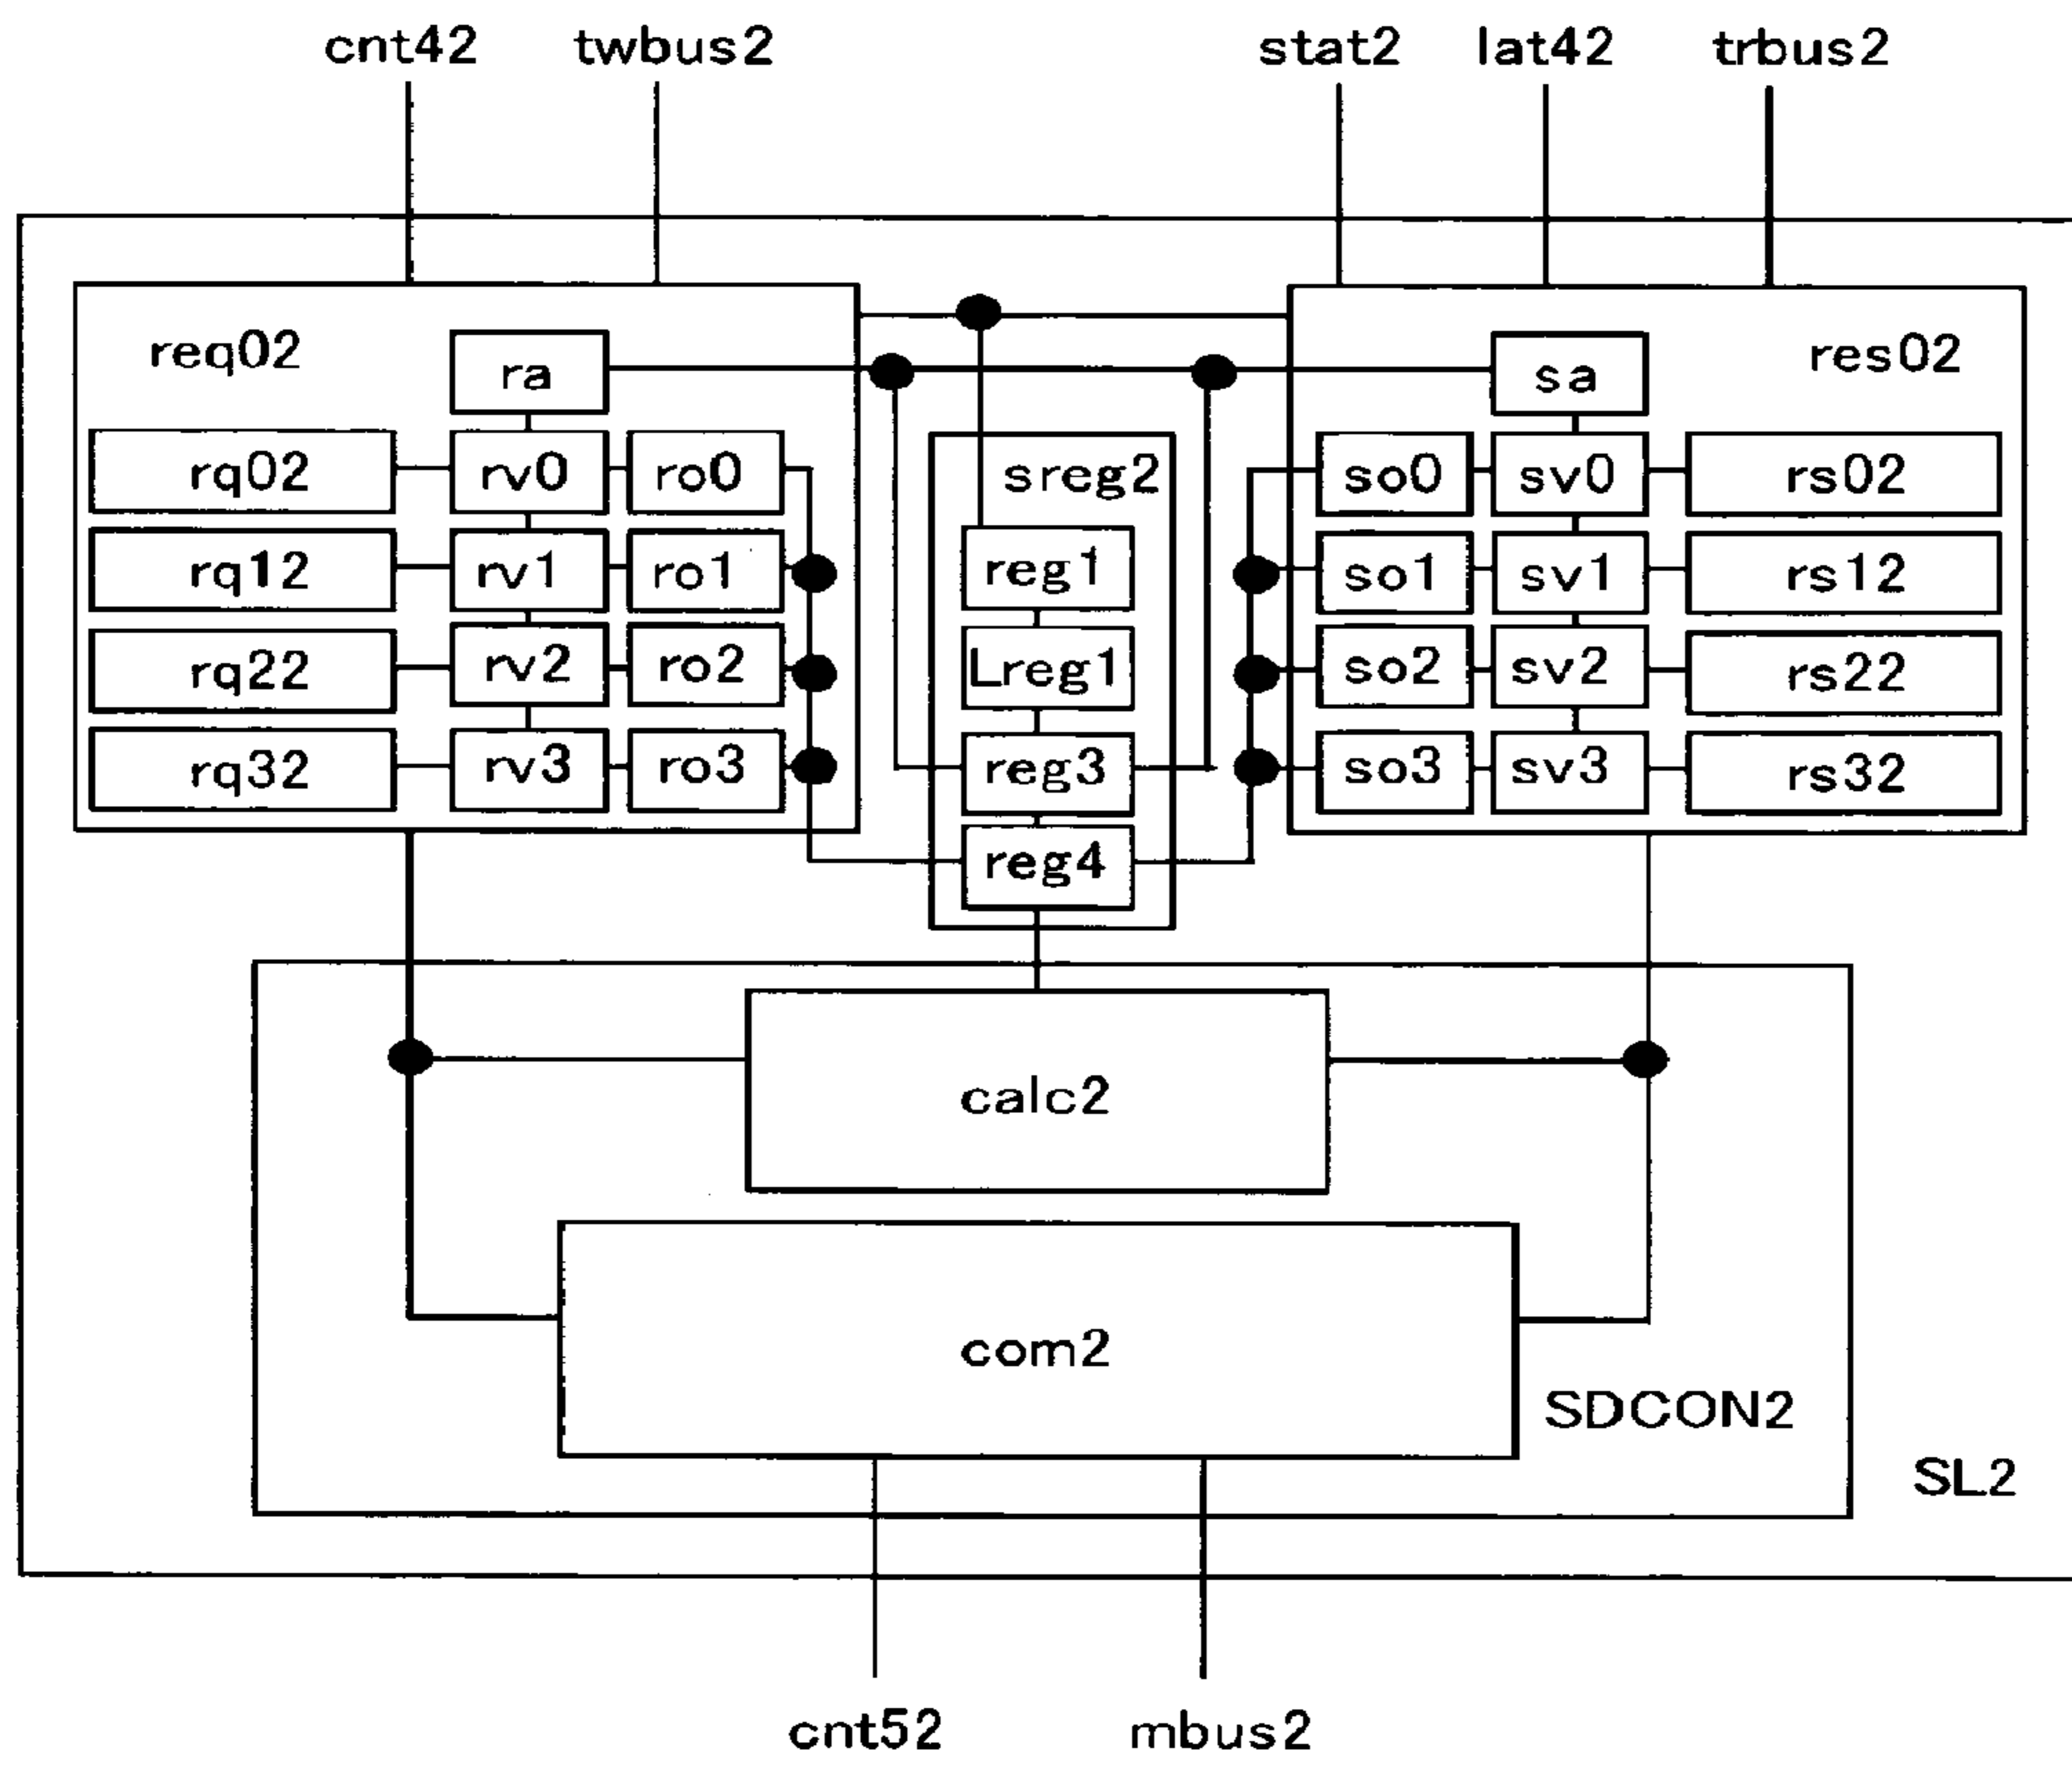 cnt42 twbus2 stat2 lat42 trbus2
req02 ra sa res02
rq02 rv0 ro0 sreg2 so0 sv0 rs02
rq12 rv1 ro1 reg1 so1 sv1 rs12
rq22 rv2 ro2 Lreg1 so2 sv2 rs22
rq32 rv3 ro3 reg3 so3 sv3 rs32
reg4
calc2
com2
SDCON2
SL2
cnt52 mbus2